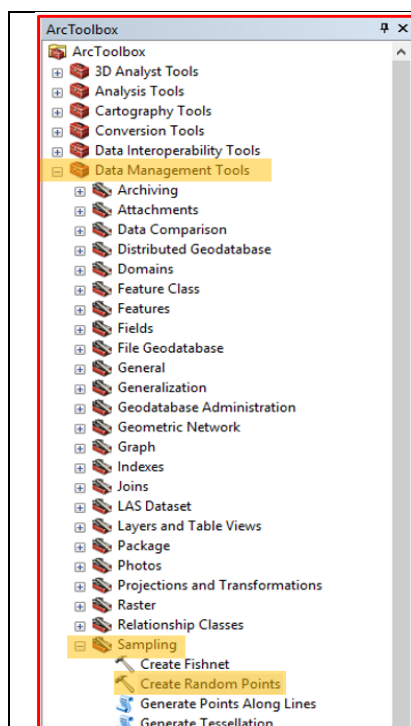 ArcToolbox
ArcToolbox
3D Analyst Tools
Analysis Tools
Cartography Tools
Conversion Tools
Data Interoperability Tools
Data Management Tools
Archiving
Attachments
Data Comparison
Distributed Geodatabase
Domains
Feature Class
Features
Fields
File Geodatabase
General
Generalization
Geodatabase Administration
Geometric Network
Graph
Indexes
Joins
LAS Dataset
Layers and Table Views
Package
Photos
Projections and Transformations
Raster
Relationship Classes
Sampling
Create Fishnet
Create Random Points
Generate Points Along Lines
Generate Tessellation